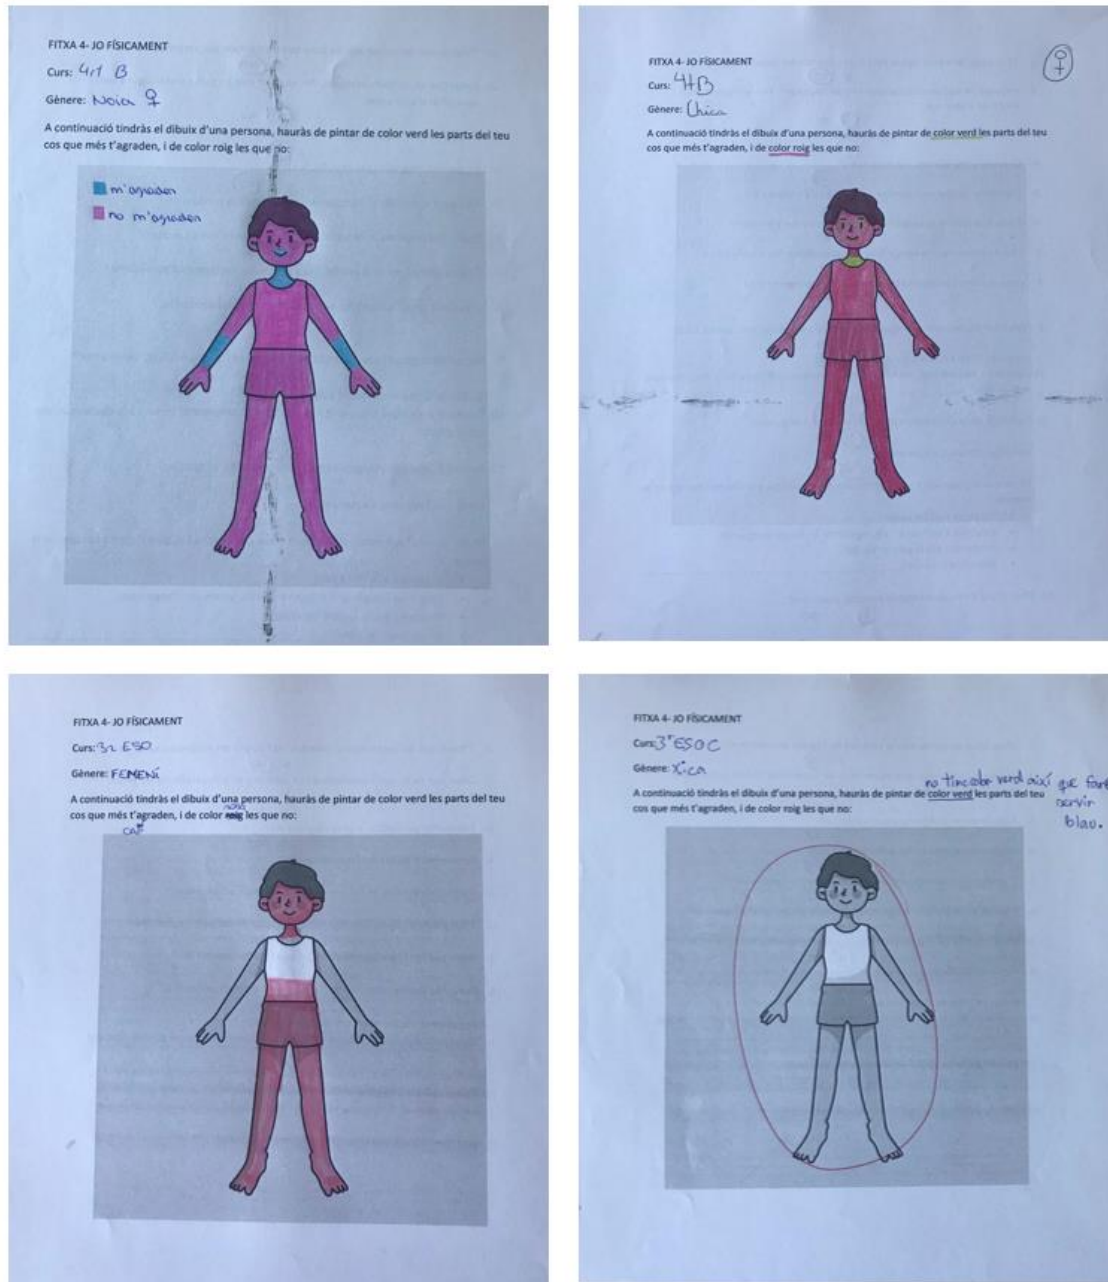 FITXA 4- JO FÍSICAMENT
Curs: 4rt B
Gènere: Noia ♀
A continuació tindràs el dibuix d'una persona, hauràs de pintar de color verd les parts del teu
cos que més t'agraden, i de color roig les que no:
m'agraden
no m'agraden
FITXA 4- JO FÍSICAMENT
♀
Curs: 4t B
Gènere: Chica
A continuació tindràs el dibuix d'una persona, hauràs de pintar de color verd les parts del teu
cos que més t'agraden, i de color roig les que no:
FITXA 4- JO FÍSICAMENT
Curs: 3r ESO
Gènere: FEMENÍ
A continuació tindràs el dibuix d'una persona, hauràs de pintar de color verd les parts del teu
cos que més t'agraden, i de color roig les que no:
FITXA 4- JO FÍSICAMENT
Curs: 3r ESO C
Gènere: Xica
no tinc color verd així que faré
servir
blau.
A continuació tindràs el dibuix d'una persona, hauràs de pintar de color verd les parts del teu
cos que més t'agraden, i de color roig les que no: